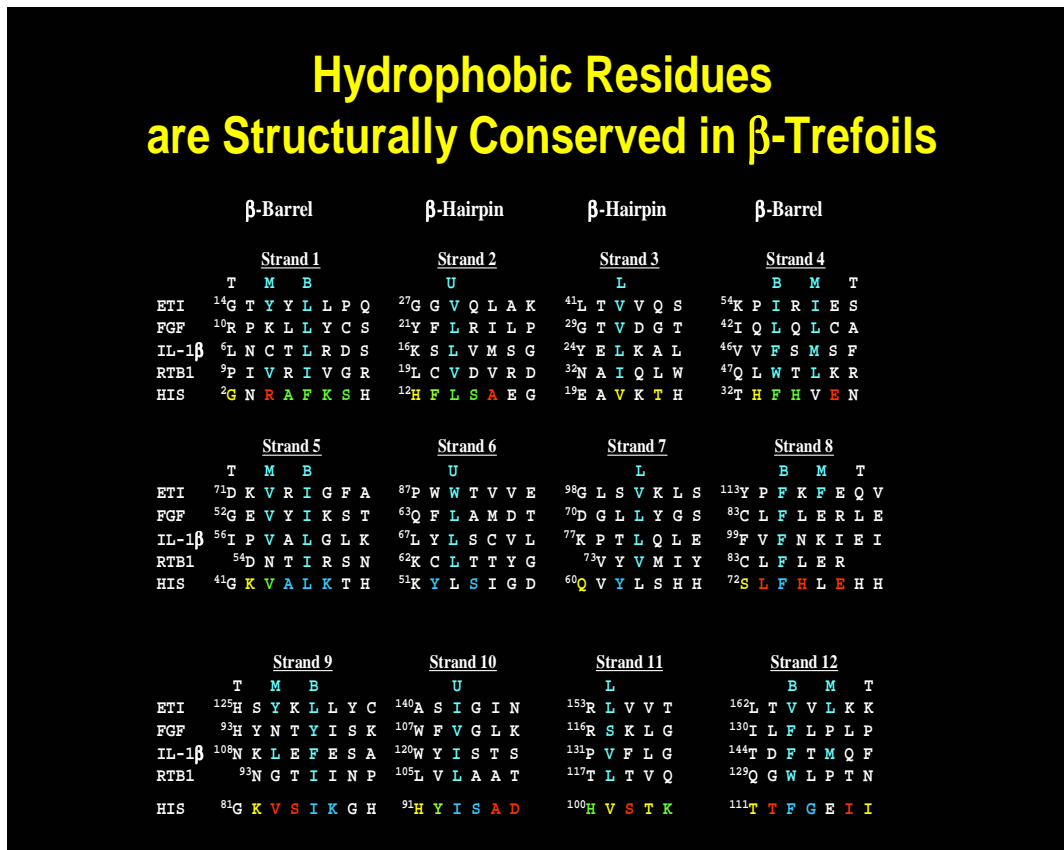 Hydrophobic Residues
are Structurally Conserved in β-Trefoils
β-Barrel β-Hairpin β-Hairpin β-Barrel
Strand 1 Strand 2 Strand 3 Strand 4
T M B U L B M T
ETI 14G T Y Y L L P Q 27G G V Q L A K 41L T V V Q S 54K P I R I E S
FGF 10R P K L L Y C S 21Y F L R I L P 29G T V D G T 42I Q L Q L C A
IL-1β 6L N C T L R D S 16K S L V M S G 24Y E L K A L 46V V F S M S F
RTB1 9P I V R I V G R 19L C V D V R D 32N A I Q L W 47Q L W T L K R
HIS 2G N R A F K S H 12H F L S A E G 19E A V K T H 32T H F H V E N
Strand 5 Strand 6 Strand 7 Strand 8
T M B U L B M T
ETI 71D K V R I G F A 87P W W T V V E 98G L S V K L S 113Y P F K F E Q V
FGF 52G E V Y I K S T 63Q F L A M D T 70D G L L Y G S 83C L F L E R L E
IL-1β 56I P V A L G L K 67L Y L S C V L 77K P T L Q L E 99F V F N K I E I
RTB1 54D N T I R S N 62K C L T T Y G 73V Y V M I Y 83C L F L E R
HIS 41G K V A L K T H 51K Y L S I G D 60Q V Y L S H H 72S L F H L E H H
Strand 9 Strand 10 Strand 11 Strand 12
T M B U L B M T
ETI 125H S Y K L L Y C 140A S I G I N 153R L V V T 162L T V V L K K
FGF 93H Y N T Y I S K 107W F V G L K 116R S K L G 130I L F L P L P
IL-1β 108N K L E F E S A 120W Y I S T S 131P V F L G 144T D F T M Q F
RTB1 93N G T I I N P 105L V L A A T 117T L T V Q 129Q G W L P T N
HIS 81G K V S I K G H 91H Y I S A D 100H V S T K 111T T F G E I I